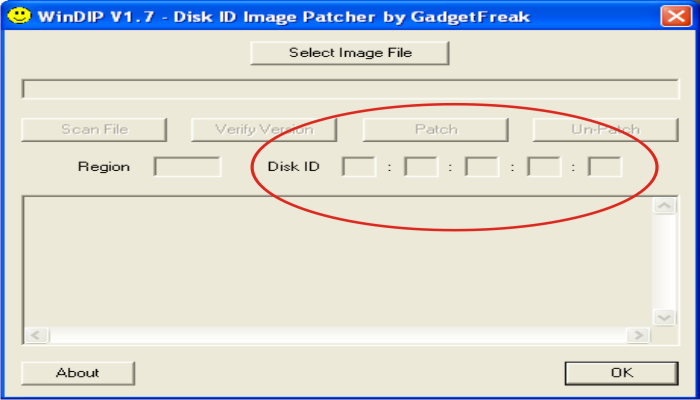 WinDIP V1.7 - Disk ID Image Patcher by GadgetFreak
Select Image File
Scan File Verify Version Patch Un-Patch
Region Disk ID : : : :
About OK